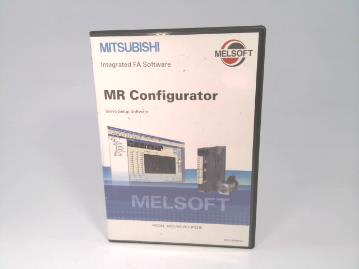 MITSUBISHI
MELSOFT
Integrated FA Software
MR Configurator
Servo Setup Software
MELSOFT